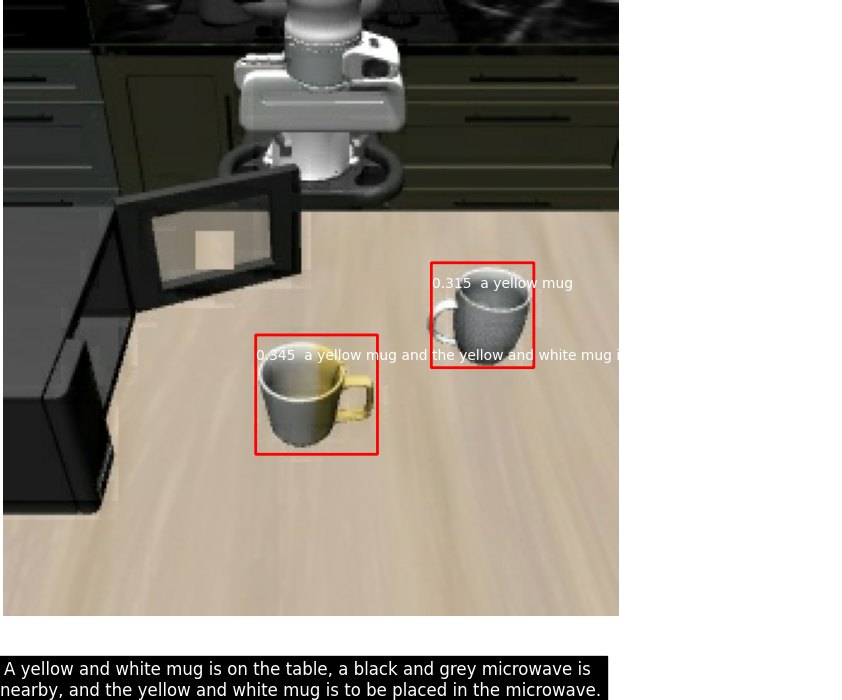 0.315 a yellow mug
0.345 a yellow mug and the yellow and white mug i
A yellow and white mug is on the table, a black and grey microwave is
nearby, and the yellow and white mug is to be placed in the microwave.